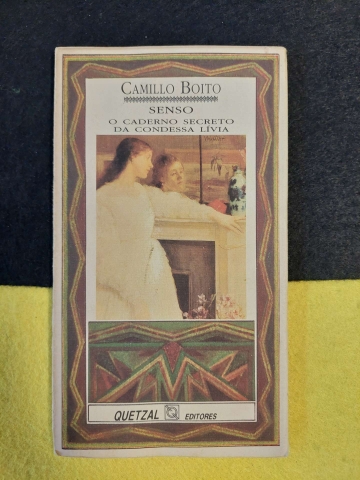 CAMILLO BOITO
SENSO
O CADERNO SECRETO
DA CONDESSA LÍVIA
QUETZAL EDITORES